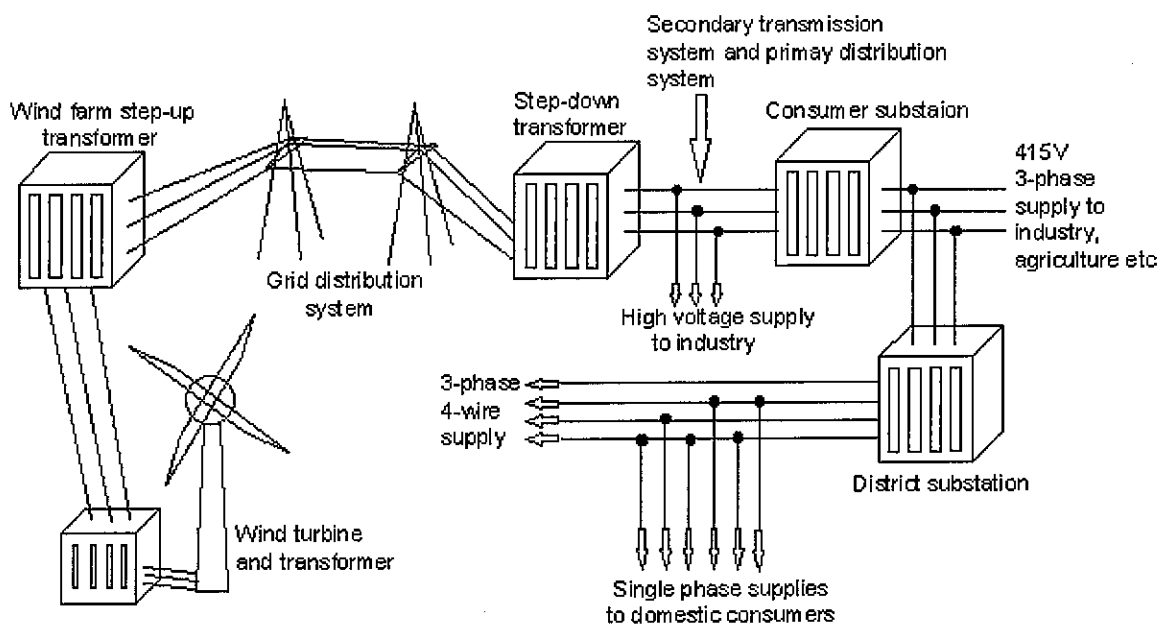 Secondary transmission
system and primay distribution
system
Wind farm step-up
transformer
Step-down
transformer
Consumer substaion
415V
3-phase
supply to
industry,
agriculture etc
Grid distribution
system
High voltage supply
to industry
3-phase
4-wire
supply
District substation
Wind turbine
and transformer
Single phase supplies
to domestic consumers